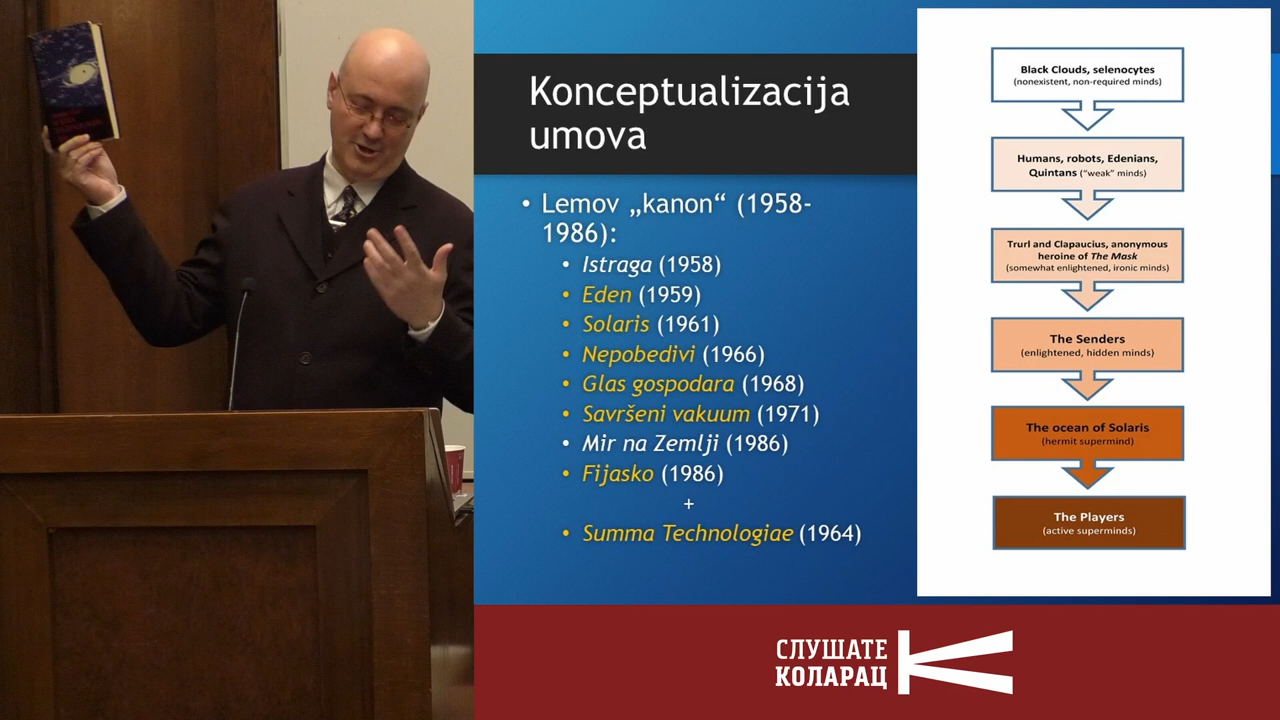 Konceptualizacija
umova
• Lemov „kanon“ (1958-
1986):
• Istraga (1958)
• Eden (1959)
• Solaris (1961)
• Nepobedivi (1966)
• Glas gospodara (1968)
• Savršeni vakuum (1971)
• Mir na Zemlji (1986)
• Fijasko (1986)
+
• Summa Technologiae (1964)
Black Clouds, selenocytes
(nonexistent, non-required minds)
Humans, robots, Edenians,
Quintans (“weak” minds)
Trurl and Clapaucius, anonymous
heroine of The Mask
(somewhat enlightened, ironic minds)
The Senders
(enlightened, hidden minds)
The ocean of Solaris
(hermit supermind)
The Players
(active superminds)
СЛУШАТЕ
КОЛАРАЦ